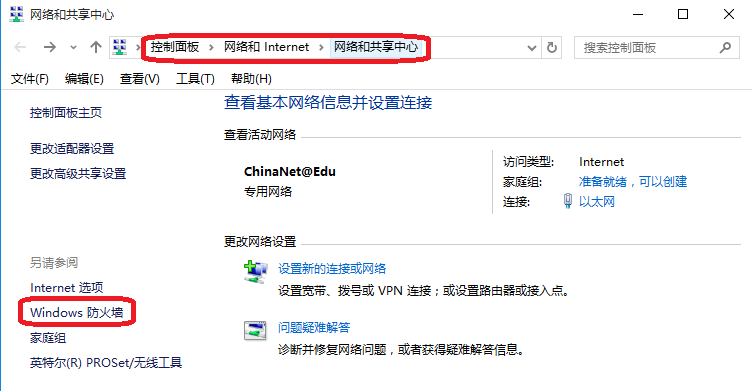 网络和共享中心
控制面板 网络和 Internet 网络和共享中心
搜索控制面板
文件(F) 编辑(E) 查看(V) 工具(T) 帮助(H)
控制面板主页
更改适配器设置
更改高级共享设置
查看基本网络信息并设置连接
查看活动网络
ChinaNet@Edu
专用网络
访问类型: Internet
家庭组: 准备就绪，可以创建
连接: 以太网
更改网络设置
设置新的连接或网络
设置宽带、拨号或 VPN 连接；或设置路由器或接入点。
问题疑难解答
诊断并修复网络问题，或者获得疑难解答信息。
另请参阅
Internet 选项
Windows 防火墙
家庭组
英特尔(R) PROSet/无线工具